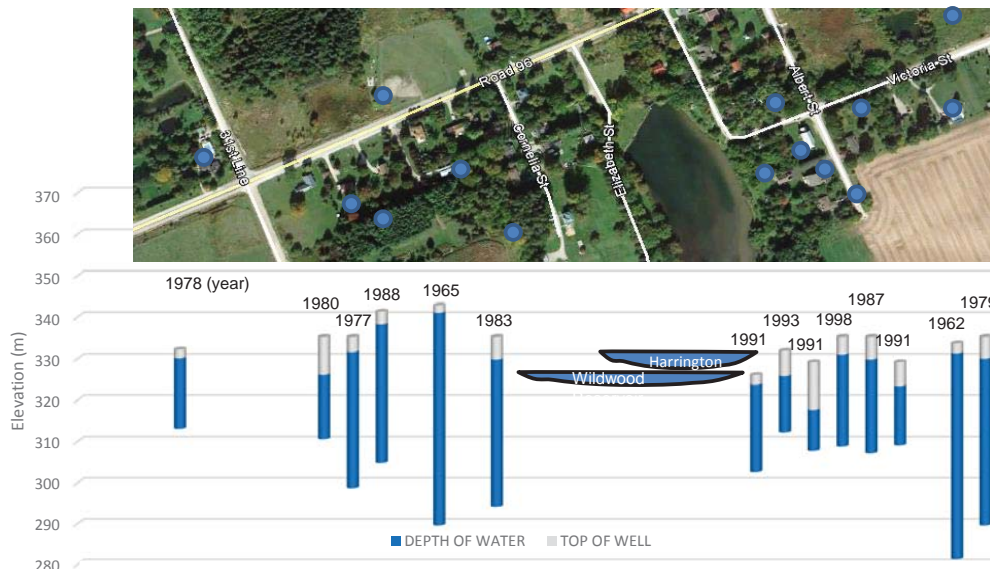 31st Line
Road 96
Cornelia St
Elizabeth St
Albert St
Victoria St
370
360
350
340
330
320
310
300
290
280
Elevation (m)
1978 (year)
1980
1977
1988
1965
1983
1991
1993
1991
1998
1987
1991
1962
1979
Harrington
Wildwood
DEPTH OF WATER
TOP OF WELL